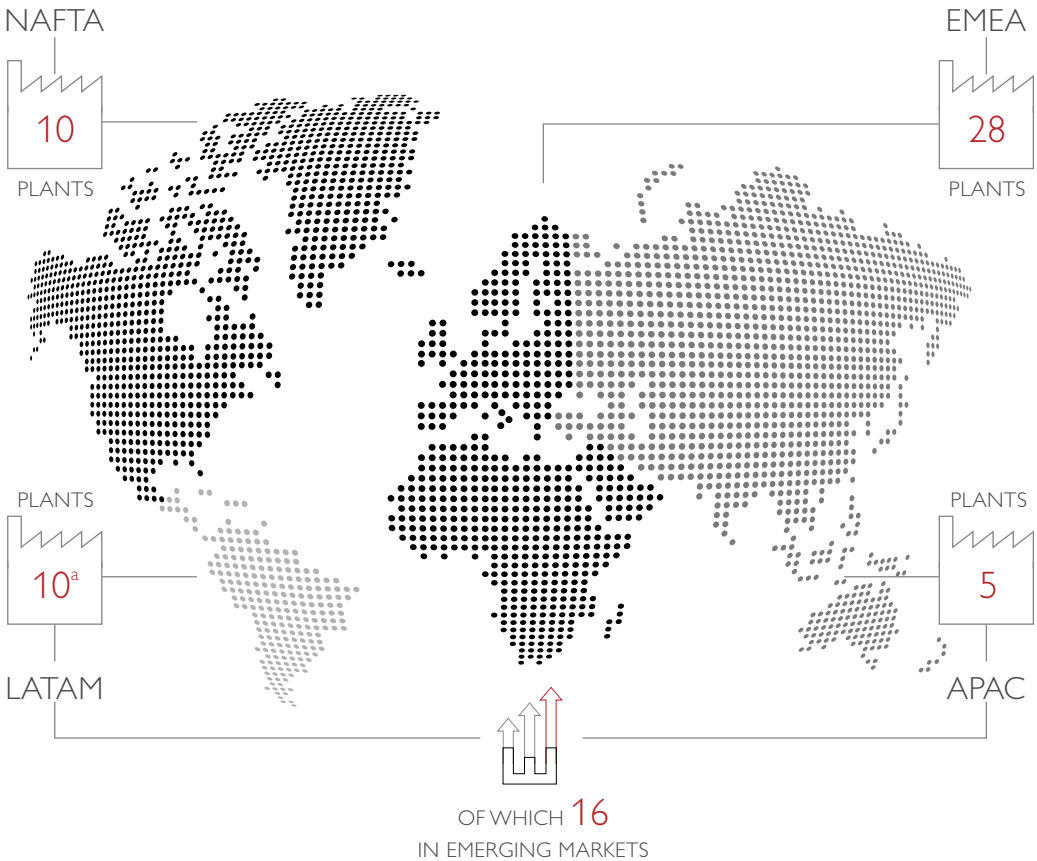 NAFTA
10
PLANTS
EMEA
28
PLANTS
PLANTS
10ª
LATAM
PLANTS
5
APAC
OF WHICH 16
IN EMERGING MARKETS